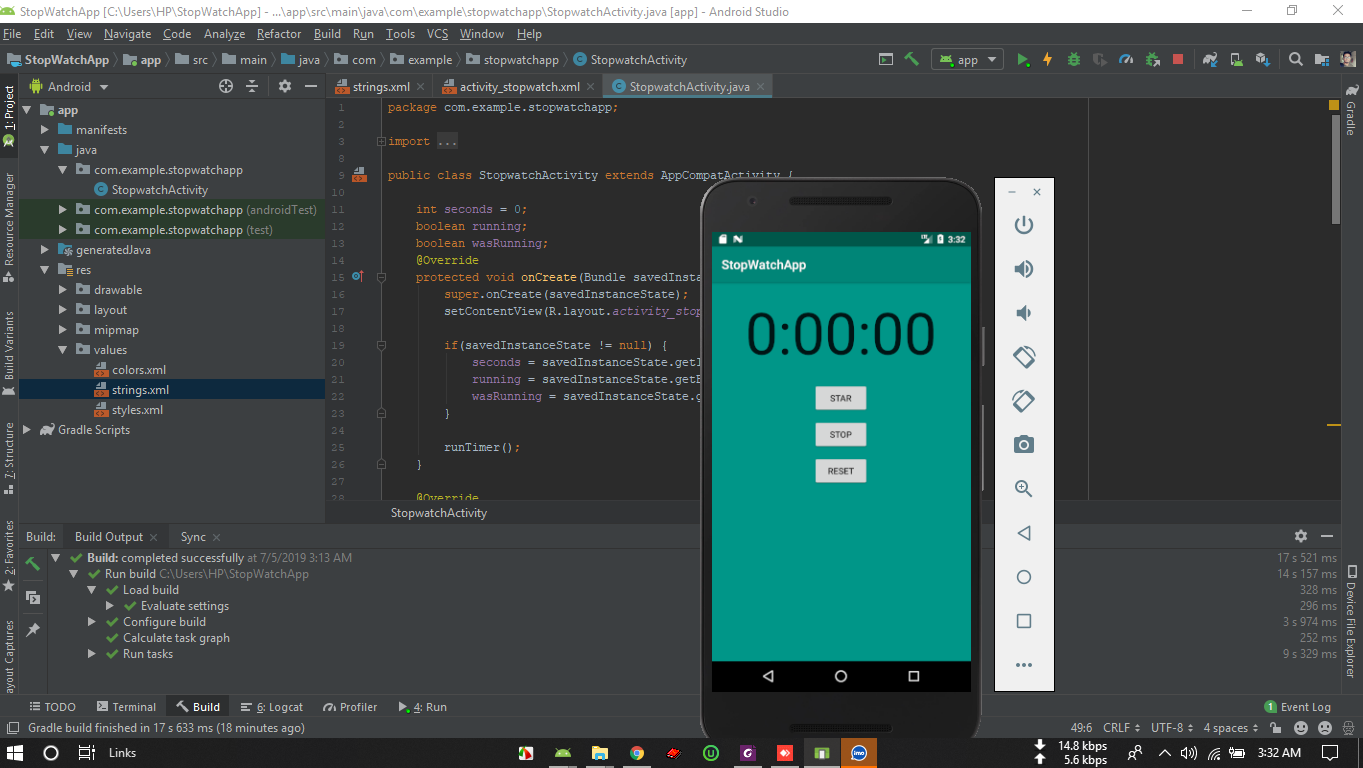 StopWatchApp [C:\Users\HP\StopWatchApp] - ...\app\src\main\java\com\example\stopwatchapp\StopwatchActivity.java [app] - Android Studio
File Edit View Navigate Code Analyze Refactor Build Run Tools VCS Window Help
StopWatchApp app src main java com example stopwatchapp StopwatchActivity app
Android strings.xml activity_stopwatch.xml StopwatchActivity.java
1: Project
Resource Manager
Build Variants
7: Structure
2: Favorites
ayout Captures
app
manifests
java
com.example.stopwatchapp
StopwatchActivity
com.example.stopwatchapp (androidTest)
com.example.stopwatchapp (test)
generatedJava
res
drawable
layout
mipmap
values
colors.xml
strings.xml
styles.xml
Gradle Scripts
1 package com.example.stopwatchapp;
2
3 import ...
8
9 public class StopwatchActivity extends AppCompatActivity {
10
11 int seconds = 0;
12 boolean running;
13 boolean wasRunning;
14 @Override
15 protected void onCreate(Bundle savedInsta
16 super.onCreate(savedInstanceState);
17 setContentView(R.layout.activity_stop
18
19 if(savedInstanceState != null) {
20 seconds = savedInstanceState.getI
21 running = savedInstanceState.getB
22 wasRunning = savedInstanceState.g
23 }
24
25 runTimer();
26 }
27
28 @Override
StopwatchActivity
3:32
StopWatchApp
0:00:00
STAR
STOP
RESET
Gradle
Device File Explorer
Build: Build Output Sync
Build: completed successfully at 7/5/2019 3:13 AM 17 s 521 ms
Run build C:\Users\HP\StopWatchApp 14 s 157 ms
Load build 328 ms
Evaluate settings 296 ms
Configure build 3 s 974 ms
Calculate task graph 252 ms
Run tasks 9 s 329 ms
TODO Terminal Build 6: Logcat Profiler 4: Run 1 Event Log
Gradle build finished in 17 s 633 ms (18 minutes ago) 49:6 CRLF UTF-8 4 spaces
Links imo 14.8 kbps 3:32 AM
5.6 kbps